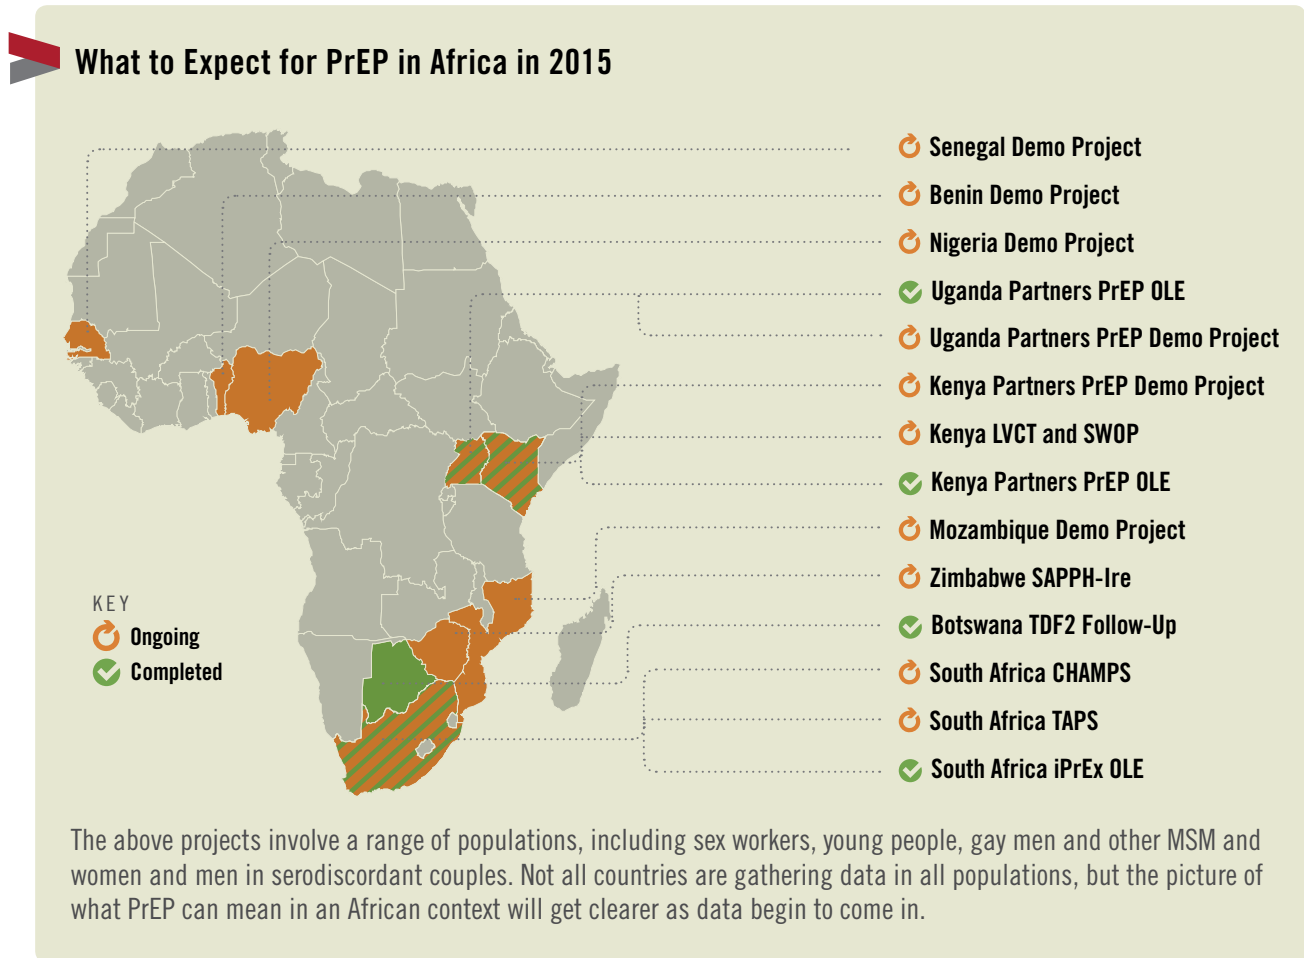 What to Expect for PrEP in Africa in 2015
Senegal Demo Project
Benin Demo Project
Nigeria Demo Project
Uganda Partners PrEP OLE
Uganda Partners PrEP Demo Project
Kenya Partners PrEP Demo Project
Kenya LVCT and SWOP
Kenya Partners PrEP OLE
Mozambique Demo Project
Zimbabwe SAPPH-Ire
Botswana TDF2 Follow-Up
South Africa CHAMPS
South Africa TAPS
South Africa iPrEx OLE
KEY
Ongoing
Completed
The above projects involve a range of populations, including sex workers, young people, gay men and other MSM and
women and men in serodiscordant couples. Not all countries are gathering data in all populations, but the picture of
what PrEP can mean in an African context will get clearer as data begin to come in.